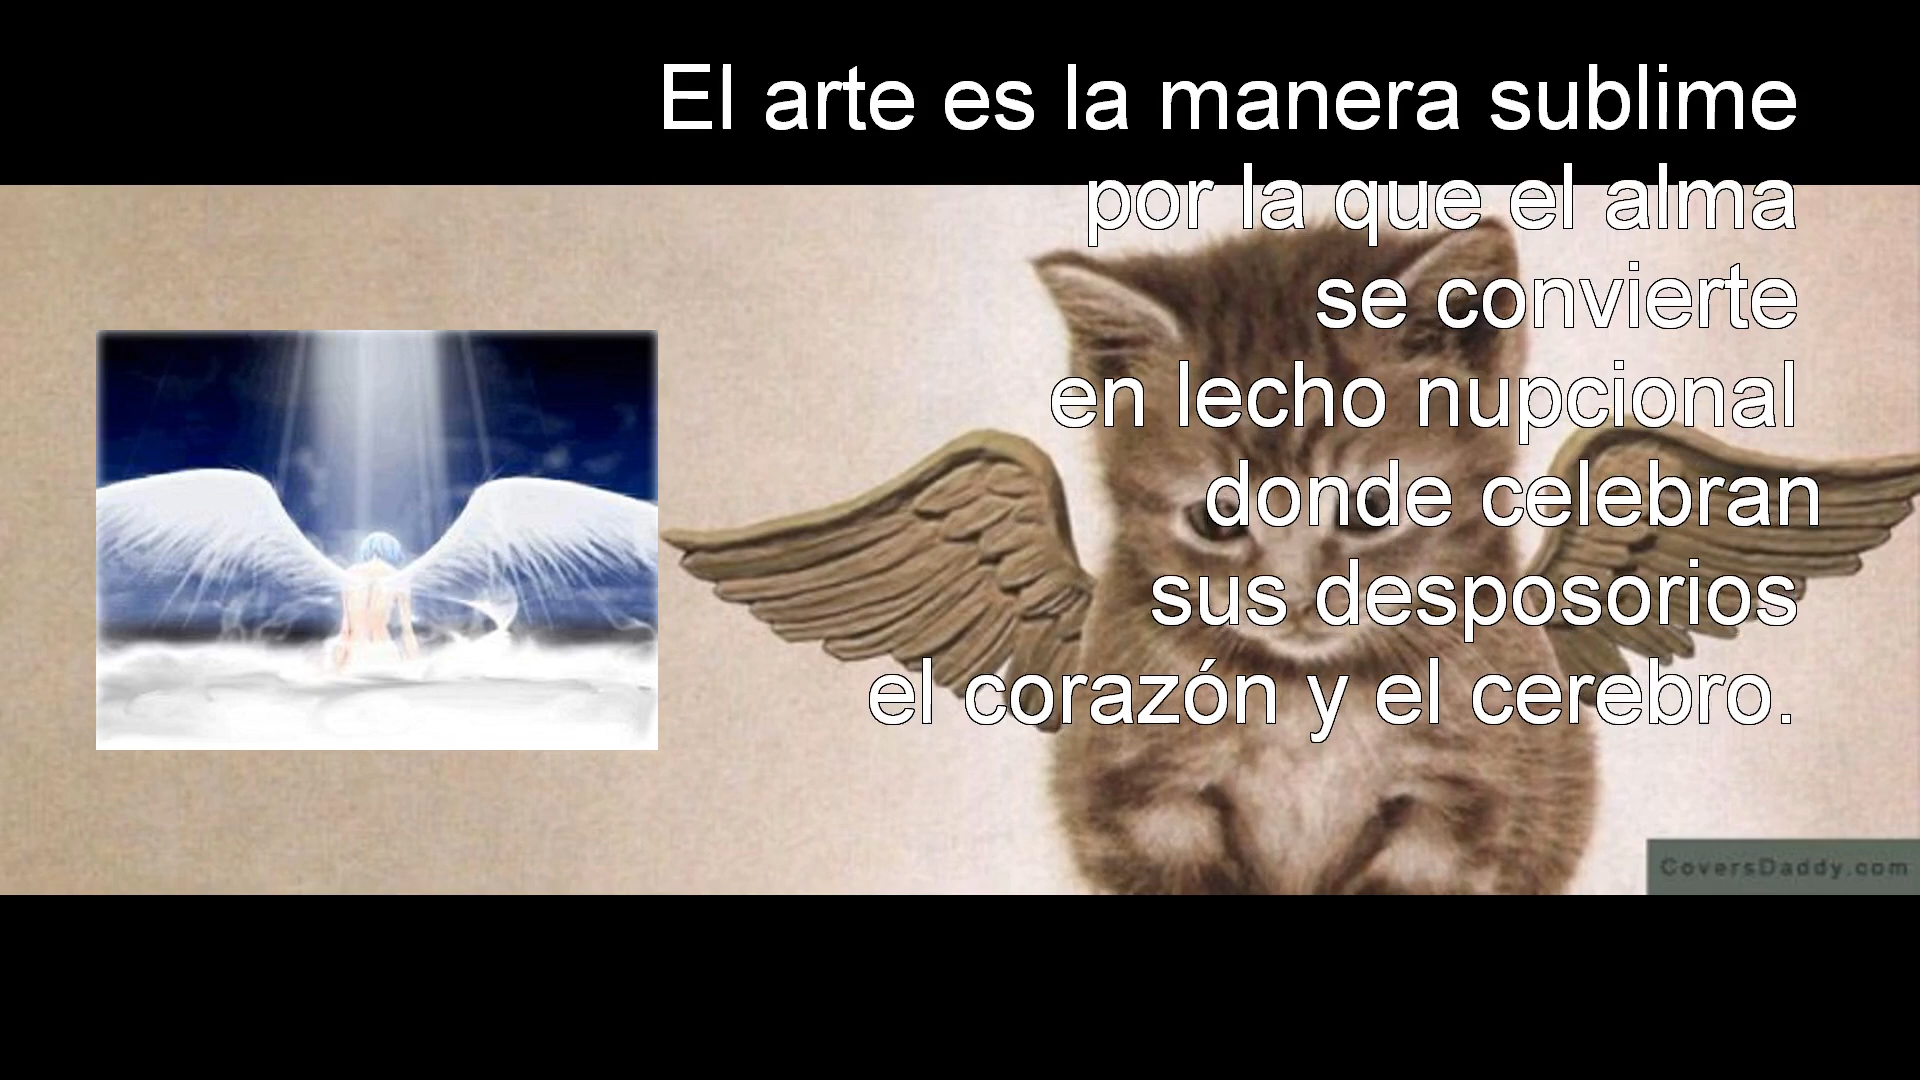 El arte es la manera sublime
por la que el alma
se convierte
en lecho nupcional
donde celebran
sus desposorios
el corazón y el cerebro.
CoversDaddy.com